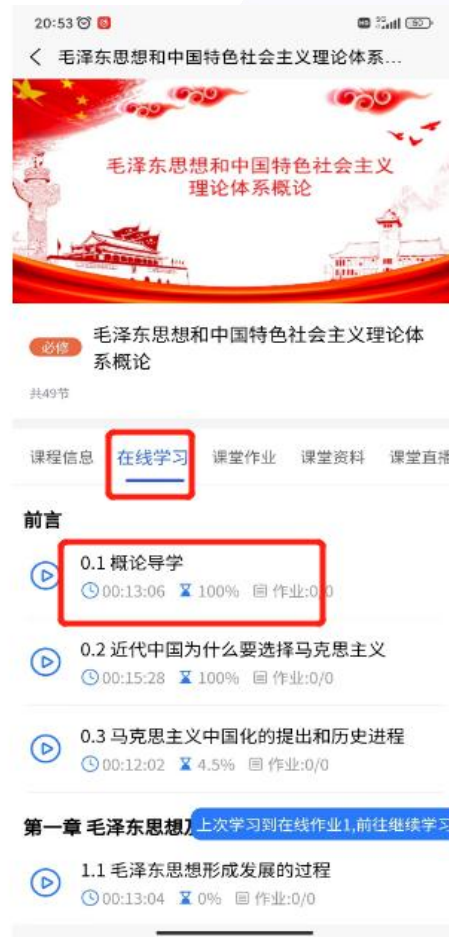 20:53
< 毛泽东思想和中国特色社会主义理论体系...
毛泽东思想和中国特色社会主义
理论体系概论
必修 毛泽东思想和中国特色社会主义理论体
系概论
共49节
课程信息 在线学习 课堂作业 课堂资料 课堂直播
前言
0.1 概论导学
00:13:06 100% 作业:0/0
0.2 近代中国为什么要选择马克思主义
00:15:28 100% 作业:0/0
0.3 马克思主义中国化的提出和历史进程
00:12:02 4.5% 作业:0/0
第一章 毛泽东思想 上次学习到在线作业1,前往继续学习
1.1 毛泽东思想形成发展的过程
00:13:04 0% 作业:0/0